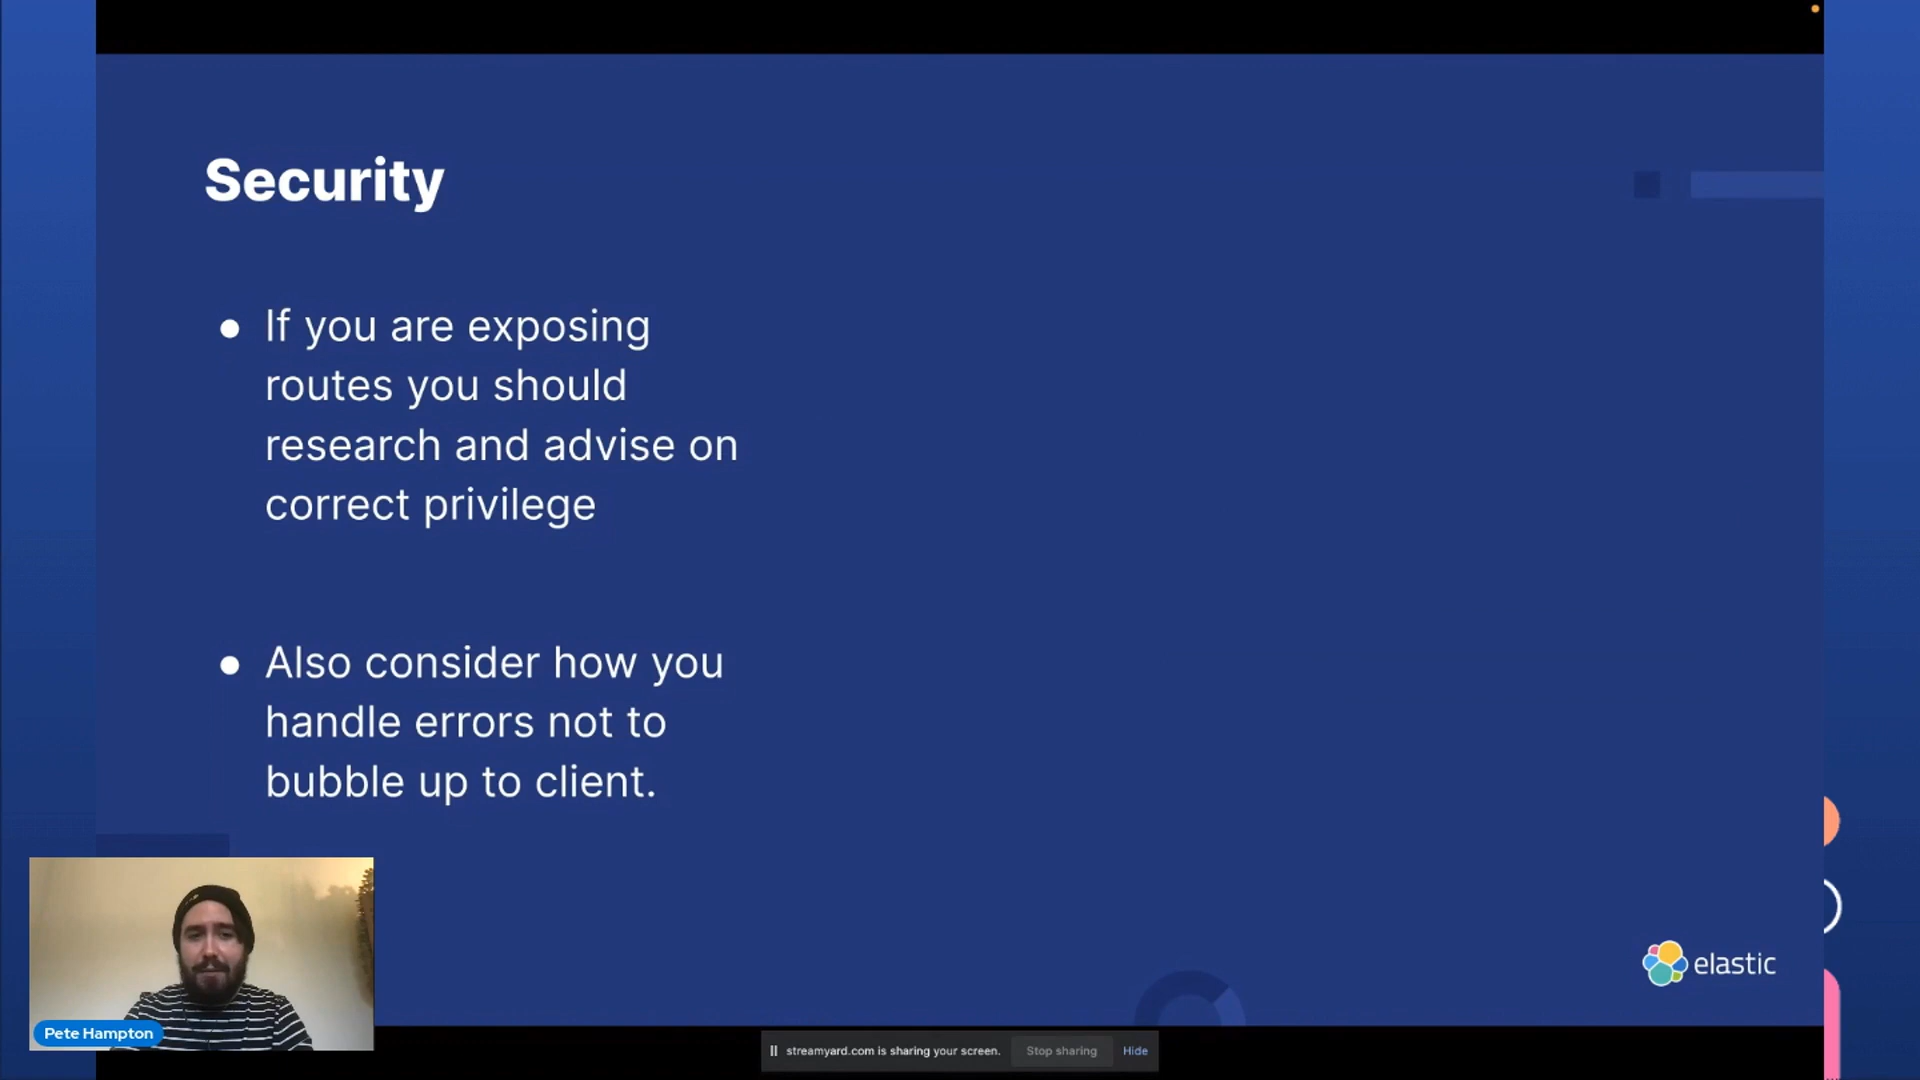 Security
● If you are exposing
routes you should
research and advise on
correct privilege
● Also consider how you
handle errors not to
bubble up to client.
elastic
Pete Hampton
streamyard.com is sharing your screen. Stop sharing Hide